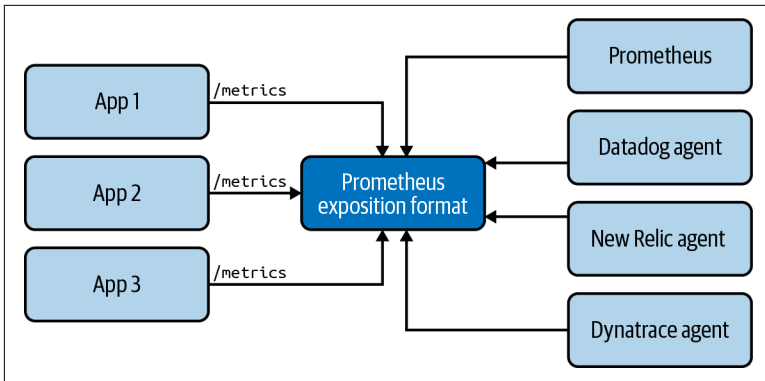 App 1
/metrics
App 2
/metrics
App 3
/metrics
Prometheus
exposition format
Prometheus
Datadog agent
New Relic agent
Dynatrace agent